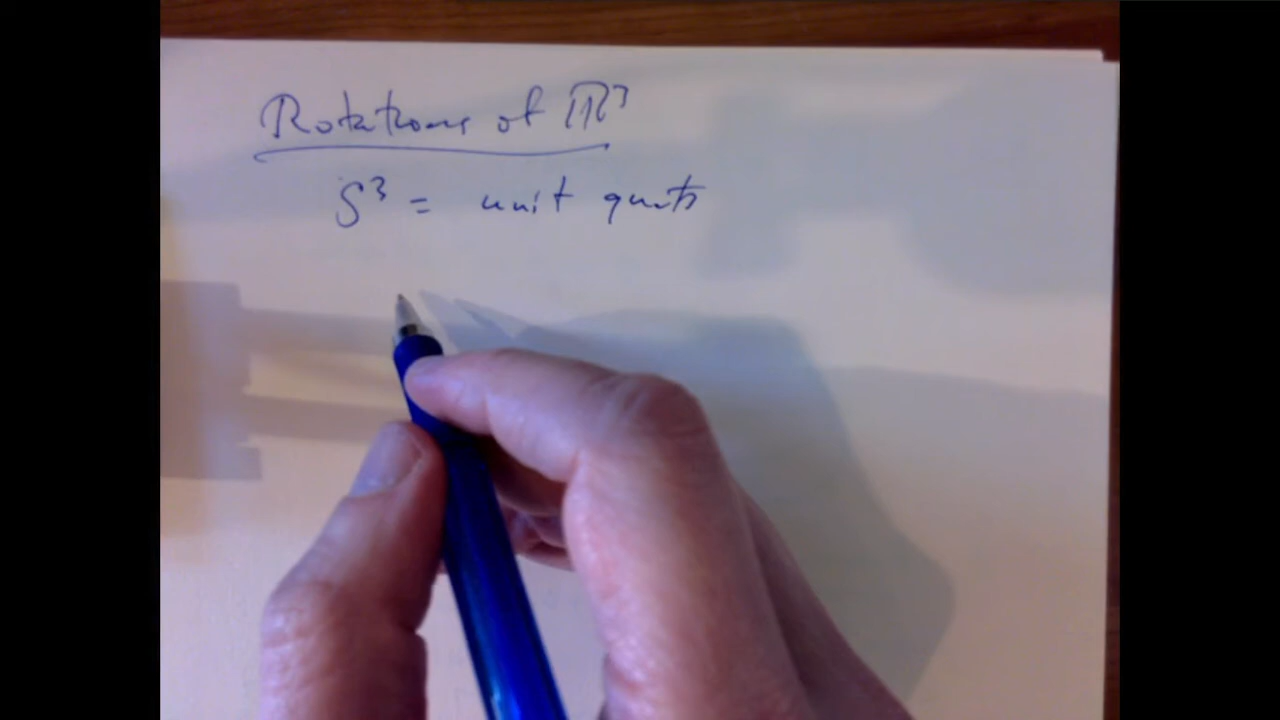 Rotations of ℝ³
S³ = unit quats